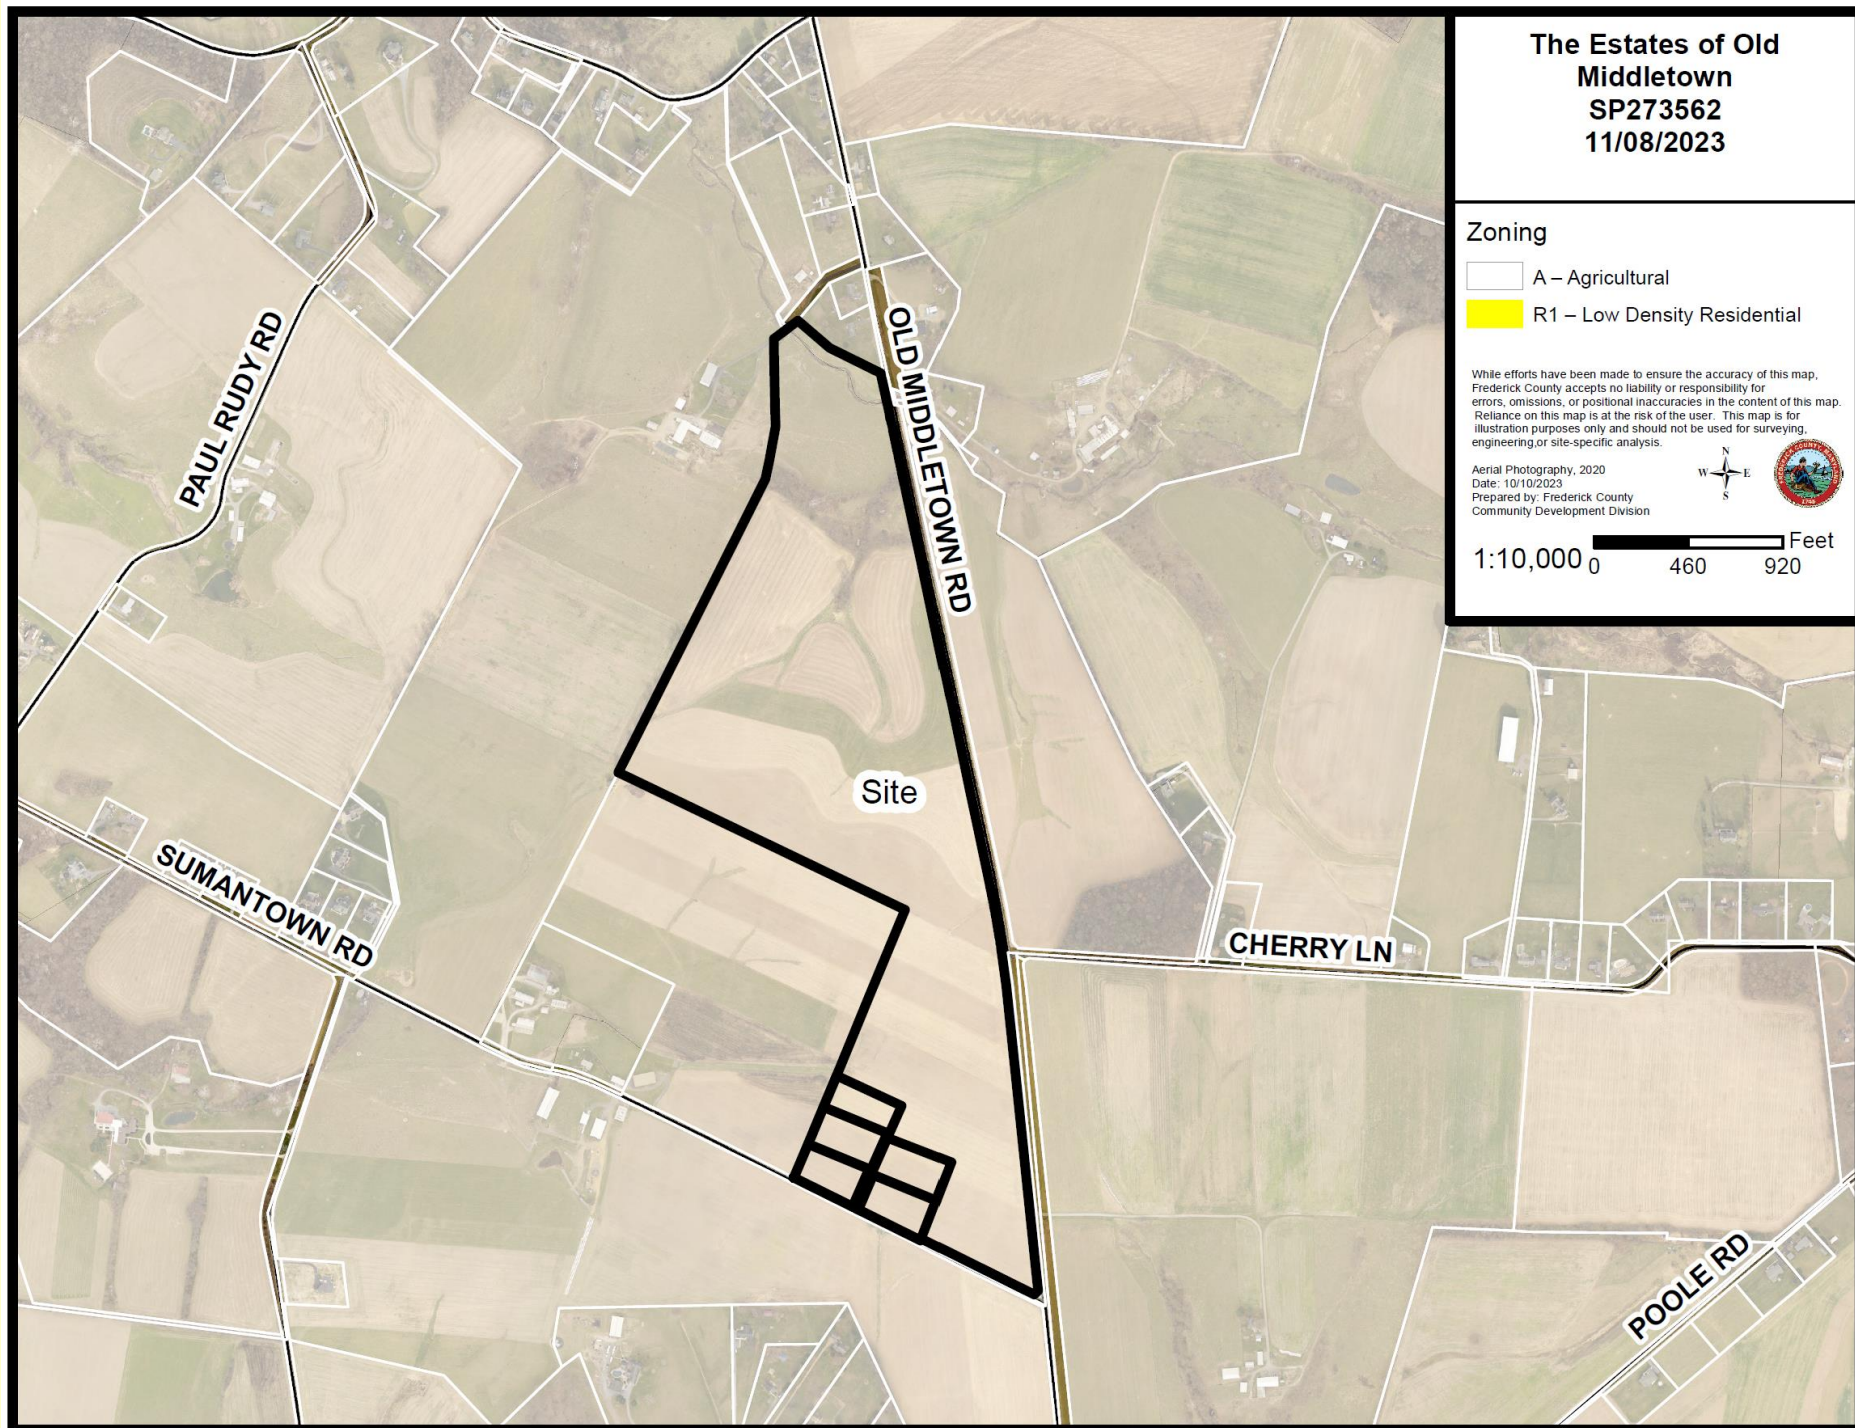 The Estates of Old
Middletown
SP273562
11/08/2023
Zoning
A – Agricultural
R1 – Low Density Residential
While efforts have been made to ensure the accuracy of this map,
Frederick County accepts no liability or responsibility for
errors, omissions, or positional inaccuracies in the content of this map.
Reliance on this map is at the risk of the user. This map is for
illustration purposes only and should not be used for surveying,
engineering,or site-specific analysis.
Aerial Photography, 2020
Date: 10/10/2023
Prepared by: Frederick County
Community Development Division
N
W E
S
1:10,000
Feet
0 460 920
PAUL RUDY RD
OLD MIDDLETOWN RD
Site
SUMANTOWN RD
CHERRY LN
POOLE RD